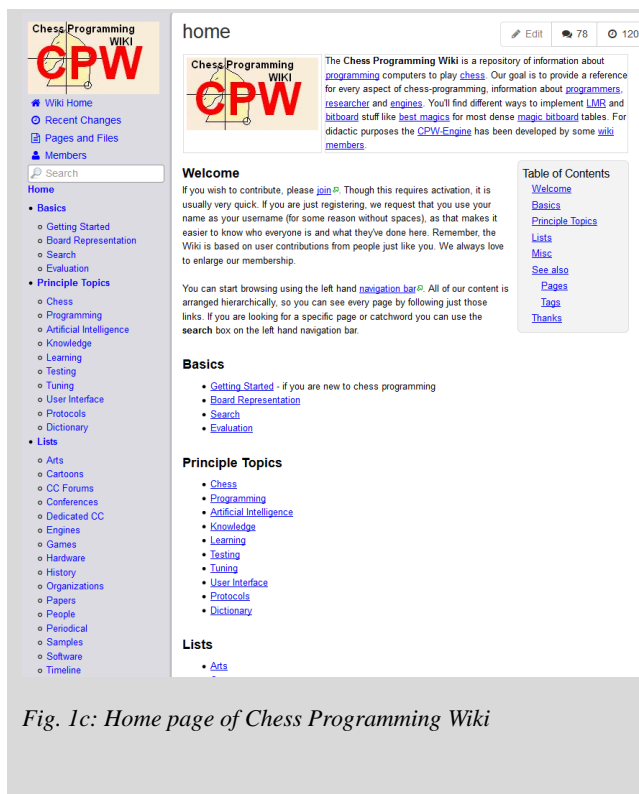 Chess Programming
WIKI
CPW
Wiki Home
Recent Changes
Pages and Files
Members
Search
Home
• Basics
Getting Started
Board Representation
Search
Evaluation
• Principle Topics
Chess
Programming
Artificial Intelligence
Knowledge
Learning
Testing
Tuning
User Interface
Protocols
Dictionary
• Lists
Arts
Cartoons
CC Forums
Conferences
Dedicated CC
Engines
Games
Hardware
History
Organizations
Papers
People
Periodical
Samples
Software
Timeline
home
Edit 78 120
Chess Programming
WIKI
CPW
The Chess Programming Wiki is a repository of information about
programming computers to play chess. Our goal is to provide a reference
for every aspect of chess-programming, information about programmers,
researcher and engines. You'll find different ways to implement LMR and
bitboard stuff like best magics for most dense magic bitboard tables. For
didactic purposes the CPW-Engine has been developed by some wiki
members.
Welcome
If you wish to contribute, please join. Though this requires activation, it is
usually very quick. If you are just registering, we request that you use your
name as your username (for some reason without spaces), as that makes it
easier to know who everyone is and what they've done here. Remember, the
Wiki is based on user contributions from people just like you. We always love
to enlarge our membership.
You can start browsing using the left hand navigation bar. All of our content is
arranged hierarchically, so you can see every page by following just those
links. If you are looking for a specific page or catchword you can use the
search box on the left hand navigation bar.
Table of Contents
Welcome
Basics
Principle Topics
Lists
Misc
See also
Pages
Tags
Thanks
Basics
• Getting Started - if you are new to chess programming
• Board Representation
• Search
• Evaluation
Principle Topics
• Chess
• Programming
• Artificial Intelligence
• Knowledge
• Learning
• Testing
• Tuning
• User Interface
• Protocols
• Dictionary
Lists
• Arts
Fig. 1c: Home page of Chess Programming Wiki